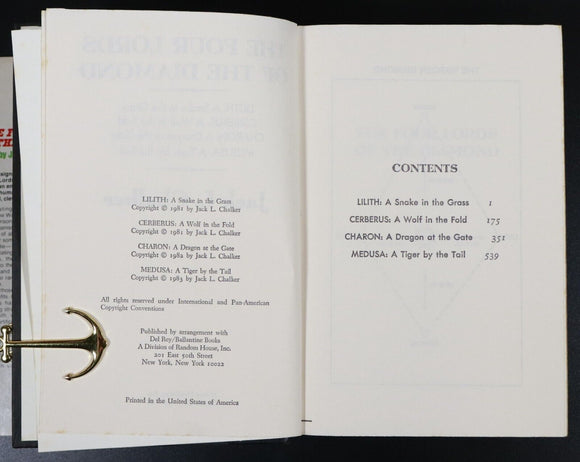 LILITH: A Snake in the Grass
Copyright © 1981 by Jack L. Chalker
CERBERUS: A Wolf in the Fold
Copyright © 1981 by Jack L. Chalker
CHARON: A Dragon at the Gate
Copyright © 1982 by Jack L. Chalker
MEDUSA: A Tiger by the Tail
Copyright © 1983 by Jack L. Chalker
All rights reserved under International and Pan-American
Copyright Conventions
Published by arrangement with
Del Rey/Ballantine Books
A Division of Random House, Inc.
201 East 50th Street
New York, New York 10022
Printed in the United States of America
CONTENTS
LILITH: A Snake in the Grass 1
CERBERUS: A Wolf in the Fold 175
CHARON: A Dragon at the Gate 351
MEDUSA: A Tiger by the Tail 539